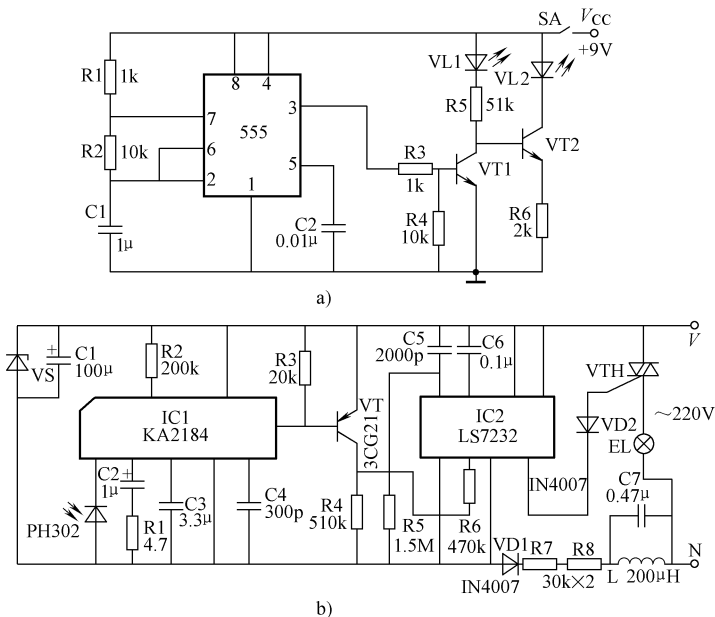 SA
V_CC
+9V
R1
1k
8
4
VL1
VL2
7
3
R5
51k
R2
10k
555
6
5
2
1
R3
1k
VT1
VT2
C1
1μ
C2
0.01μ
R4
10k
R6
2k
a)
V
VS
+
C1
100μ
R2
200k
R3
20k
C5
2000p
C6
0.1μ
VTH
IC1
KA2184
VT
3CG21
IC2
LS7232
VD2
~220V
EL
IN4007
C2
+
1μ
C7
0.47μ
PH302
R1
4.7
C3
3.3μ
C4
300p
R4
510k
R5
1.5M
R6
470k
VD1
IN4007
R7
R8
30k×2
L
200μH
N
b)